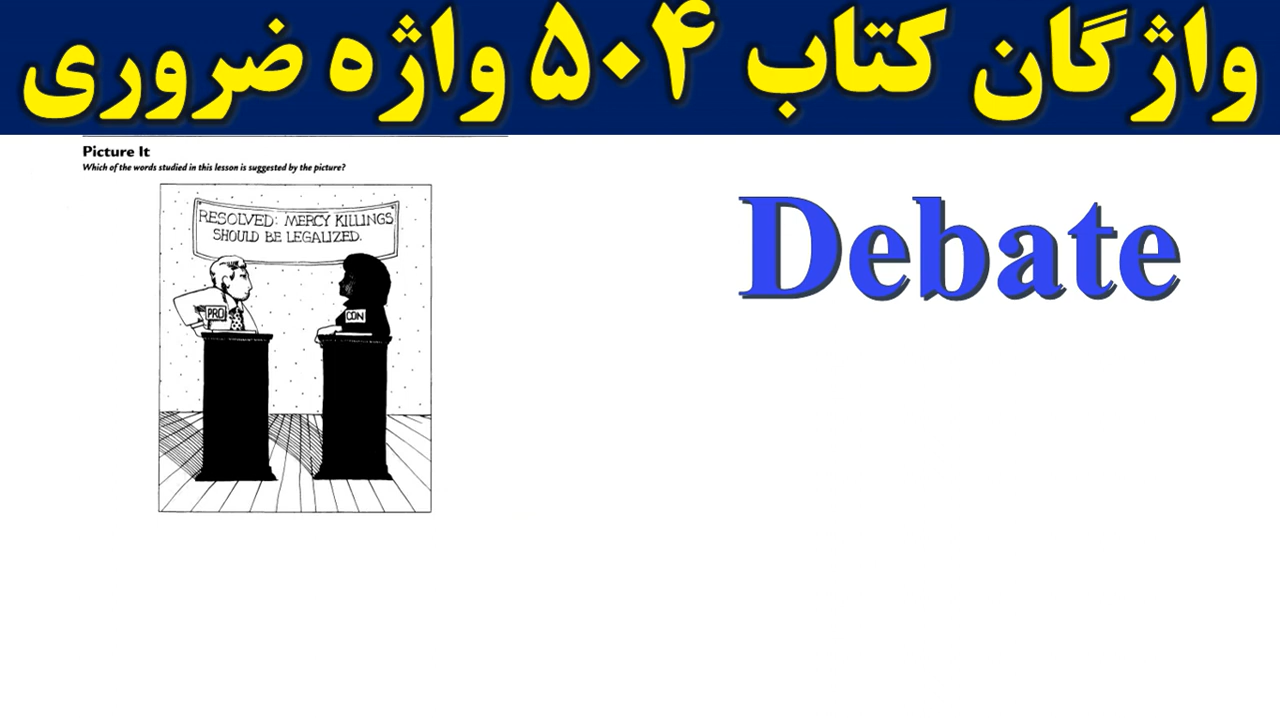 واژگان کتاب ۵۰۴ واژه ضروری
Picture It
Which of the words studied in this lesson is suggested by the picture?
RESOLVED: MERCY KILLINGS
SHOULD BE LEGALIZED.
PRO
CON
Debate